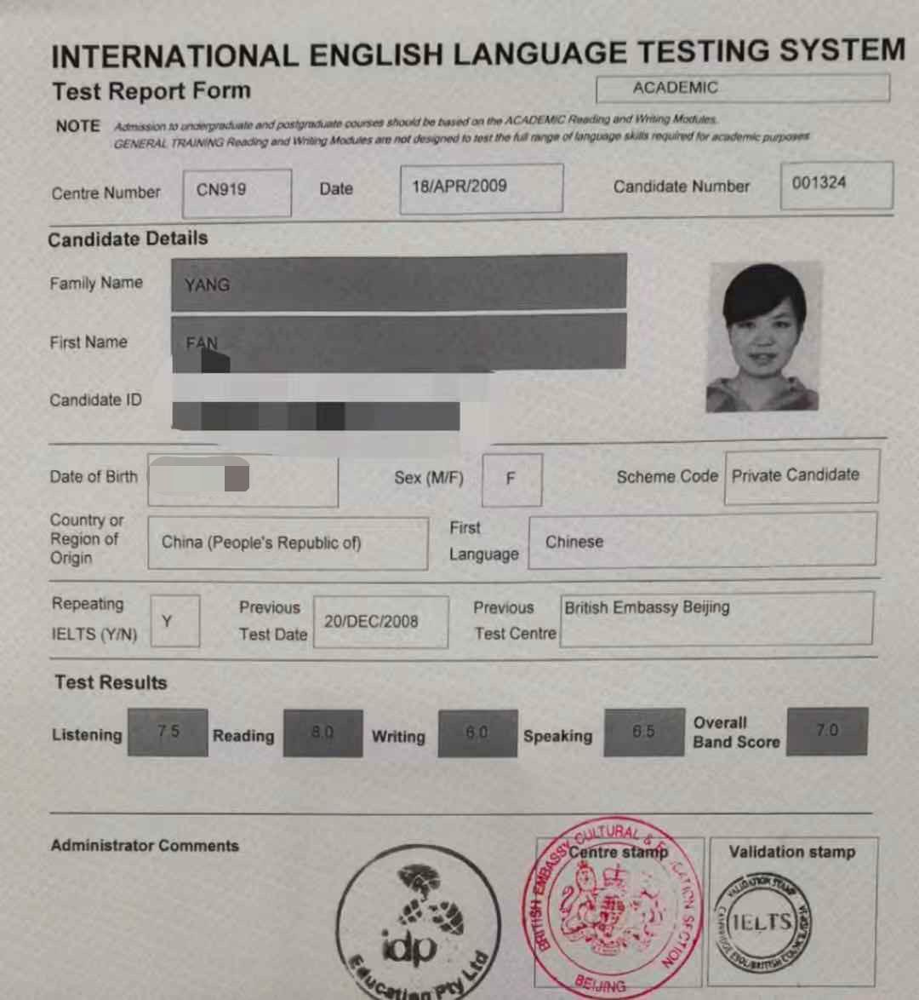 INTERNATIONAL ENGLISH LANGUAGE TESTING SYSTEM
Test Report Form
ACADEMIC
NOTE Admission to undergraduate and postgraduate courses should be based on the ACADEMIC Reading and Writing Modules.
GENERAL TRAINING Reading and Writing Modules are not designed to test the full range of language skills required for academic purposes
Centre Number CN919 Date 18/APR/2009 Candidate Number 001324
Candidate Details
Family Name YANG
First Name FAN
Candidate ID
Date of Birth Sex (M/F) F Scheme Code Private Candidate
Country or Region of Origin China (People's Republic of) First Language Chinese
Repeating IELTS (Y/N) Y Previous Test Date 20/DEC/2008 Previous Test Centre British Embassy Beijing
Test Results
Listening 7.5 Reading 8.0 Writing 6.0 Speaking 6.5 Overall Band Score 7.0
Administrator Comments
idp
Education Pty Ltd
Centre stamp
BRITISH EMBASSY CULTURAL & EDUCATION SECTION
BEIJING
Validation stamp
VALIDATION STAMP
IELTS